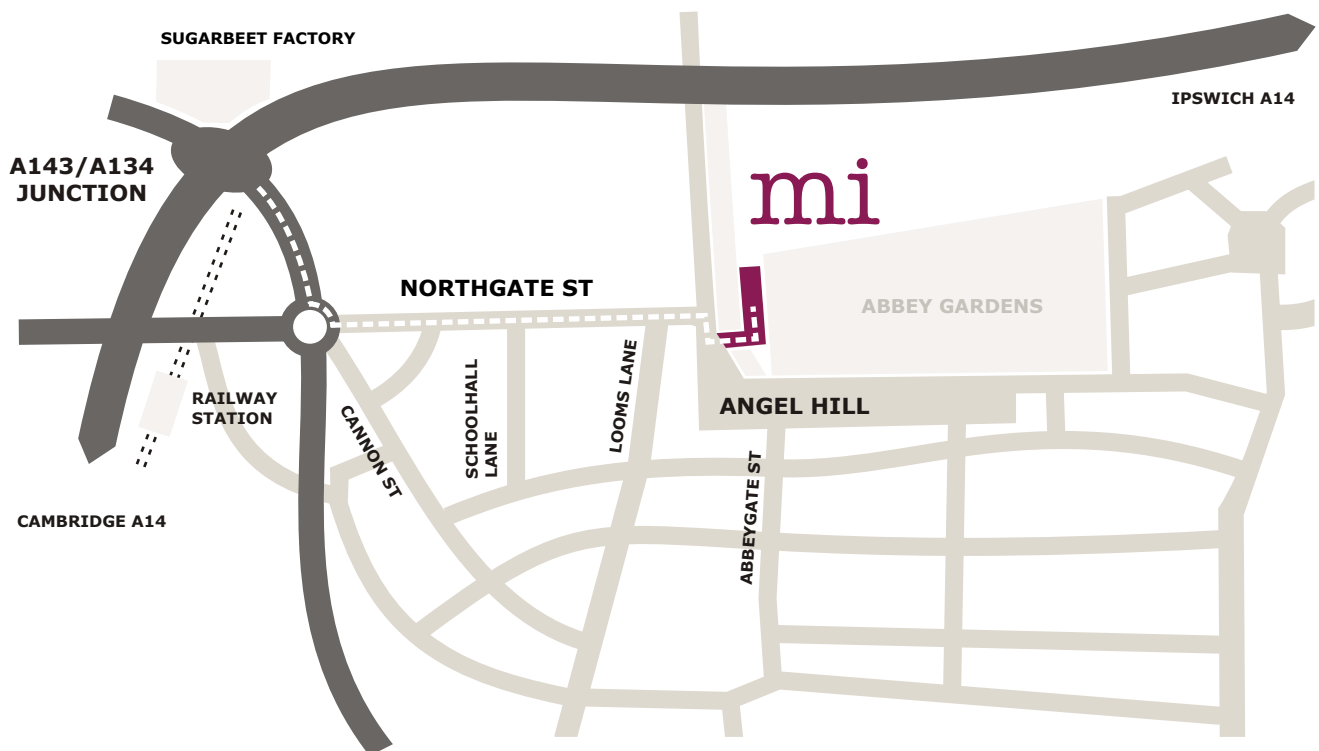 SUGARBEET FACTORY
IPSWICH A14
A143/A134
JUNCTION
mi
NORTHGATE ST
ABBEY GARDENS
RAILWAY
STATION
CANNON ST
SCHOOLHALL
LANE
LOOMS LANE
ANGEL HILL
ABBEYGATE ST
CAMBRIDGE A14